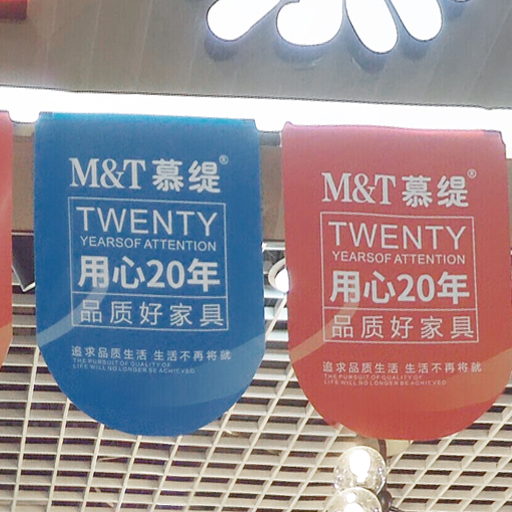 M&T 慕缇®
TWENTY
YEARSOF ATTENTION
用心20年
品质好家具
追求品质生活 生活不再将就
THE PURSUIT OF QUALITY OF
LIFE WILL NO LONGER BE ACHIEVED
M&T 慕缇®
TWENTY
YEARSOF ATTENTION
用心20年
品质好家具
追求品质生活 生活不再将就
THE PURSUIT OF QUALITY OF
LIFE WILL NO LONGER BE ACHIEVED